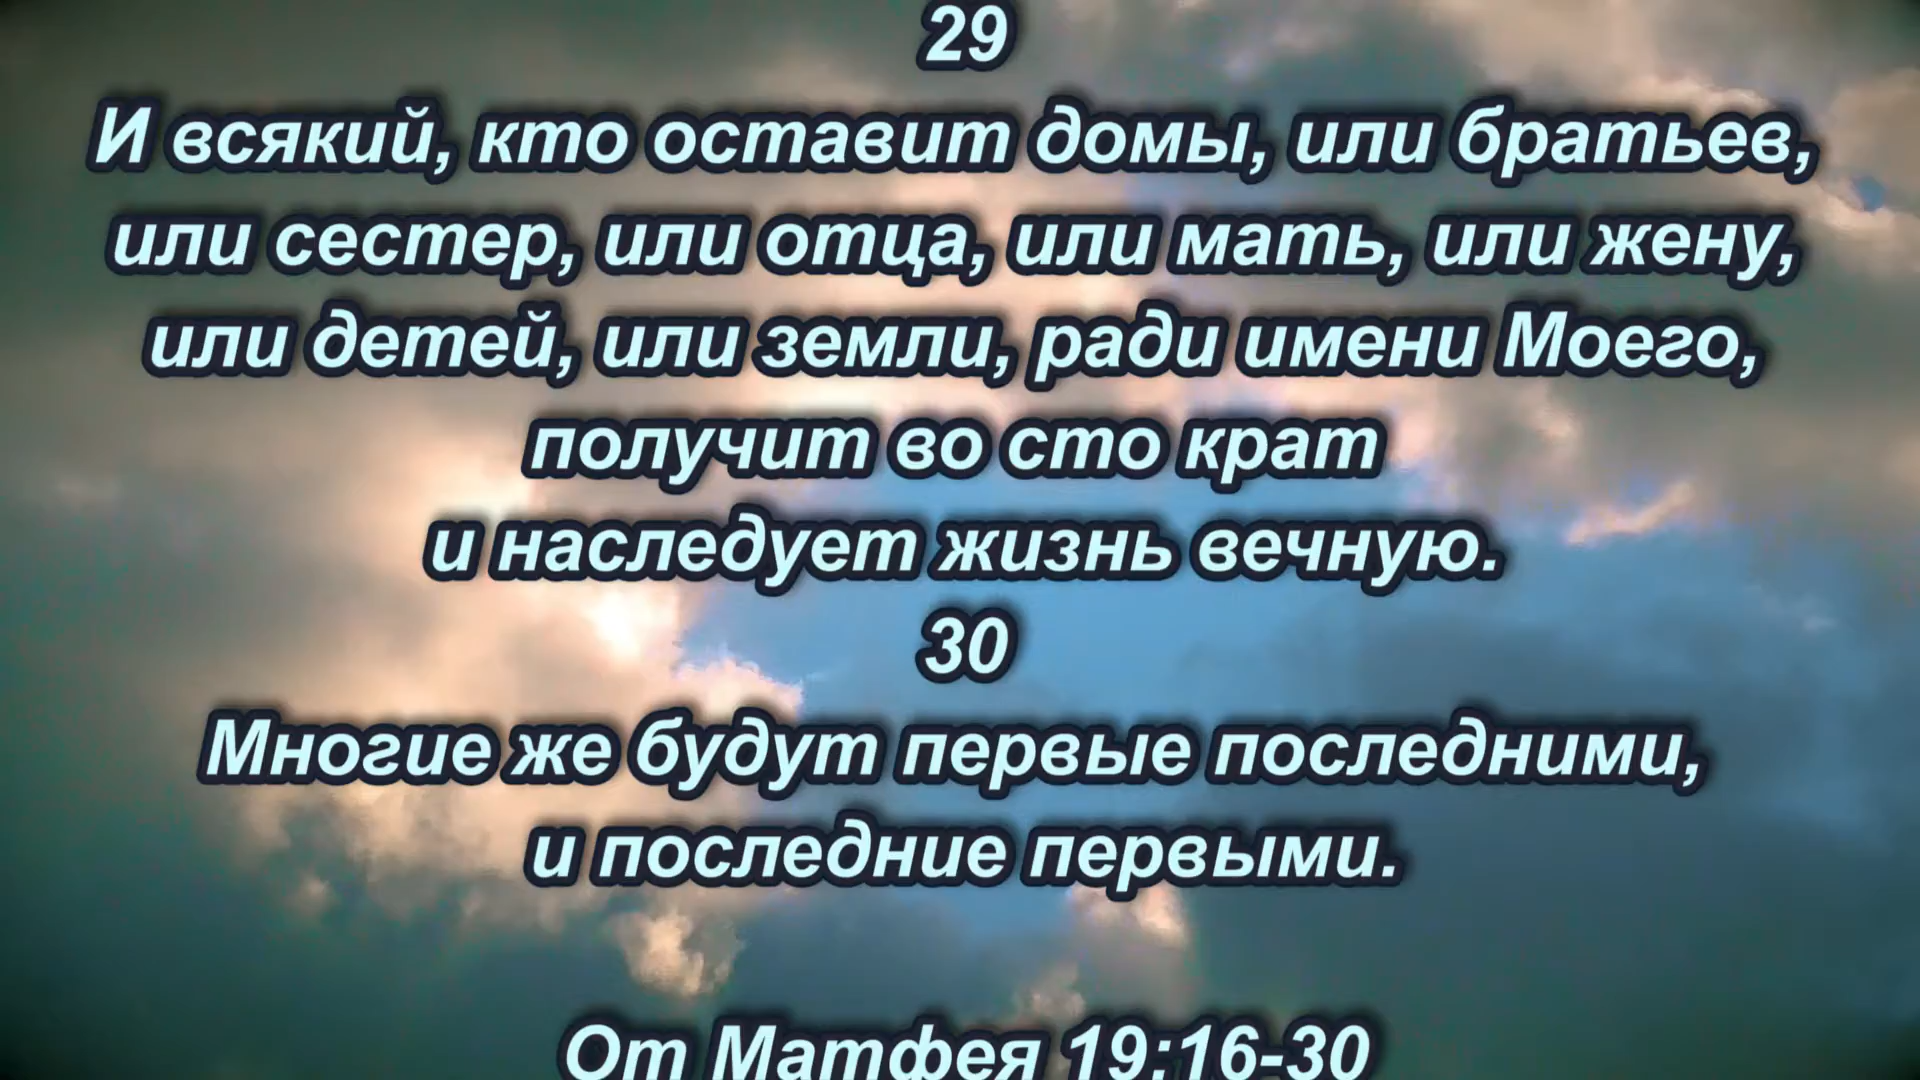 29
И всякий, кто оставит домы, или братьев,
или сестер, или отца, или мать, или жену,
или детей, или земли, ради имени Моего,
получит во сто крат
и наследует жизнь вечную.
30
Многие же будут первые последними,
и последние первыми.
От Матфея 19:16-30